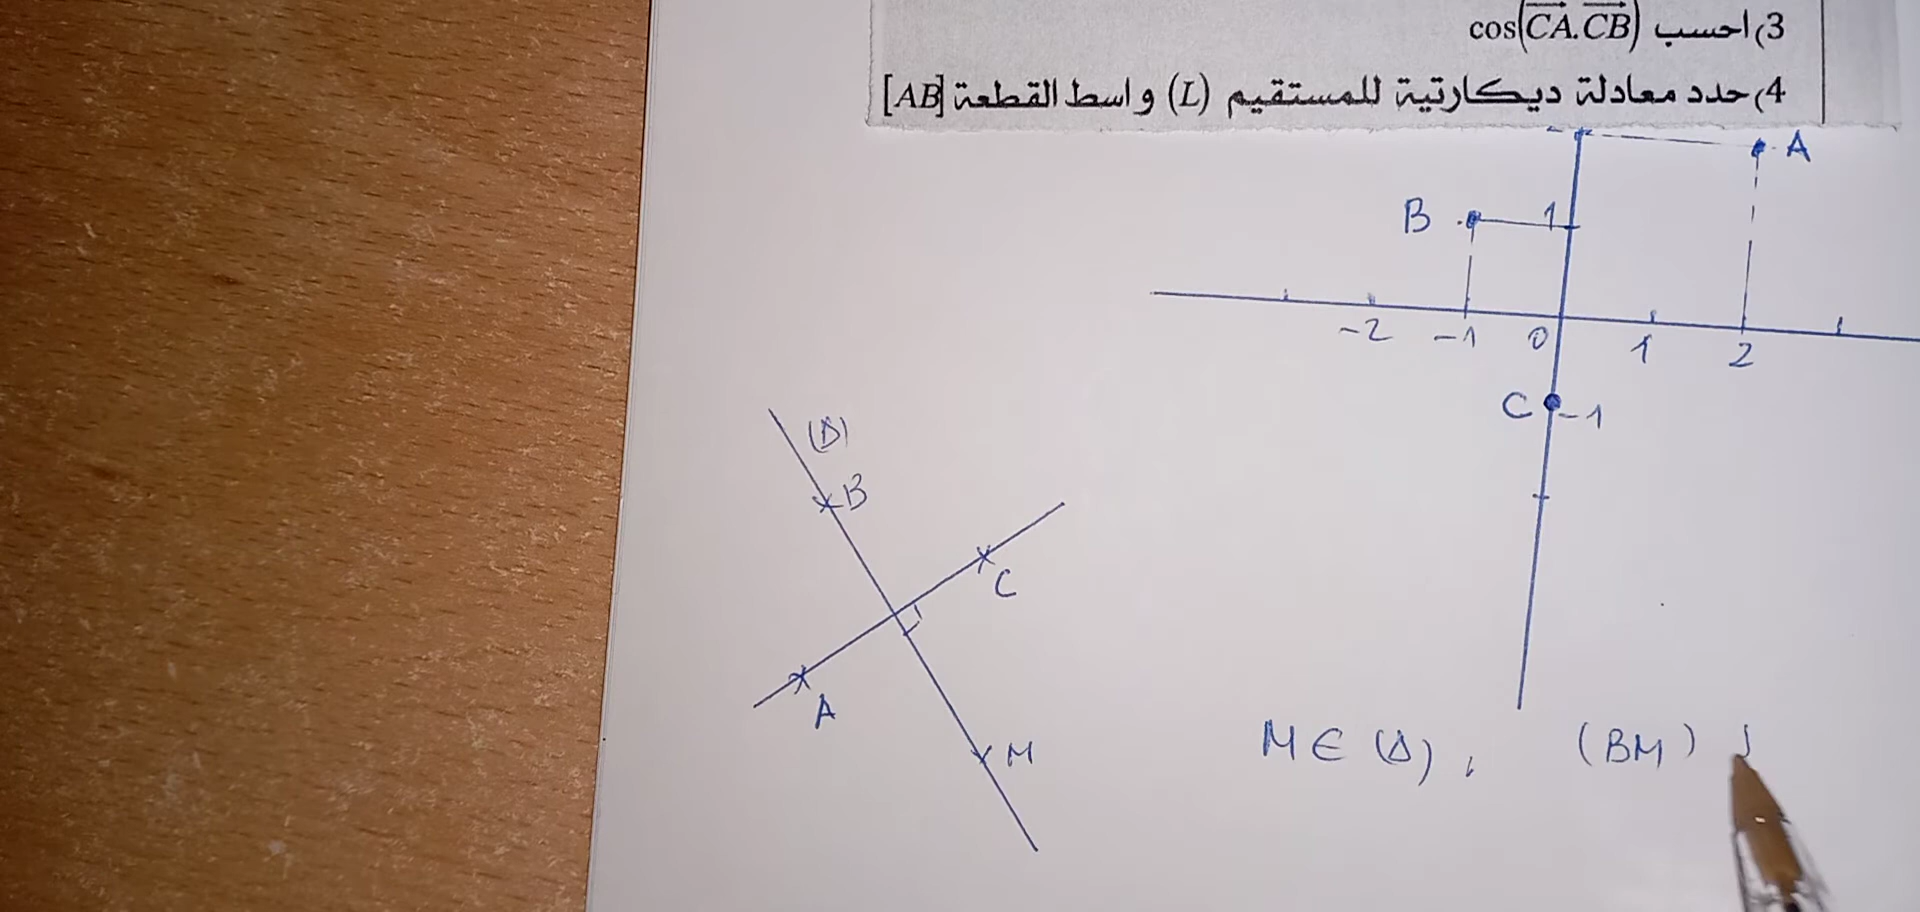 3) احسب cos(CA.CB)
4) حدد معادلة ديكارتية للمستقيم (L) واسط القطعة [AB]
A
B
1
-2 -1 0 1 2
C -1
(Δ)
B
C
A
M
M ∈ (Δ) , (BM)